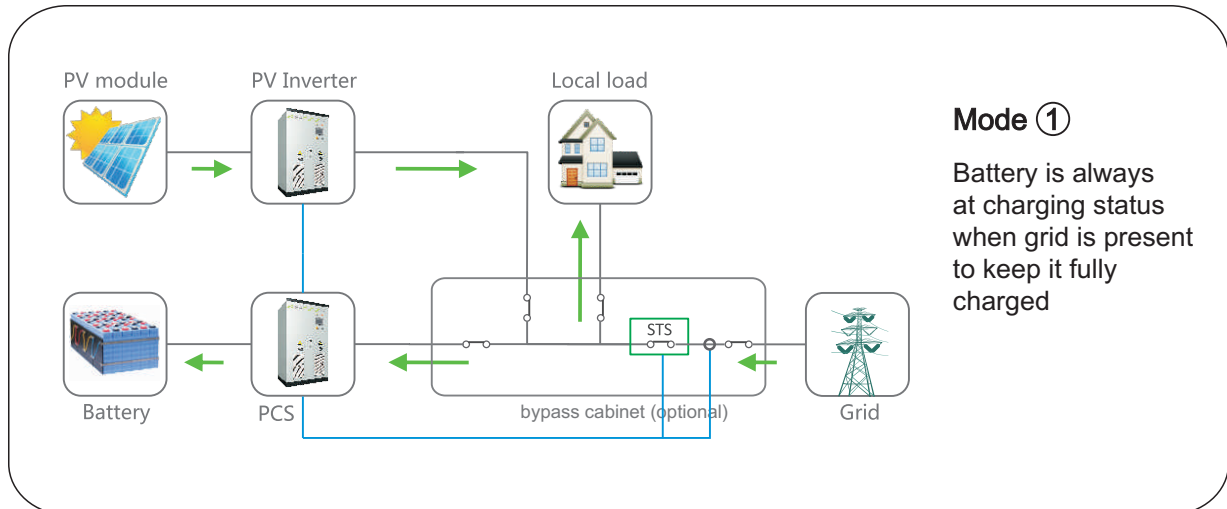 PV module
PV Inverter
Local load
Mode ①
Battery is always
at charging status
when grid is present
to keep it fully
charged
STS
Battery
PCS
bypass cabinet (optional)
Grid